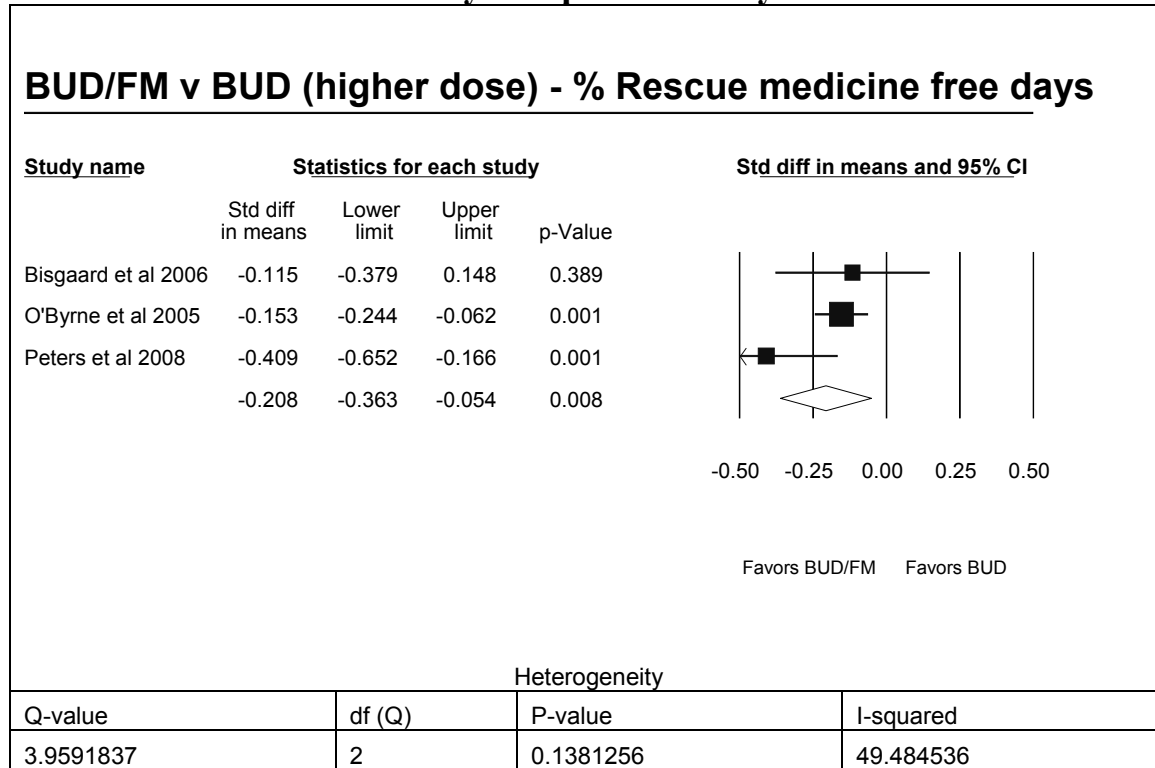 BUD/FM v BUD (higher dose) - % Rescue medicine free days
Study name Statistics for each study Std diff in means and 95% CI
Std diff in means Lower limit Upper limit p-Value
Bisgaard et al 2006 -0.115 -0.379 0.148 0.389
O'Byrne et al 2005 -0.153 -0.244 -0.062 0.001
Peters et al 2008 -0.409 -0.652 -0.166 0.001
-0.208 -0.363 -0.054 0.008
-0.50 -0.25 0.00 0.25 0.50
Favors BUD/FM Favors BUD
Heterogeneity
Q-value df (Q) P-value I-squared
3.9591837 2 0.1381256 49.484536